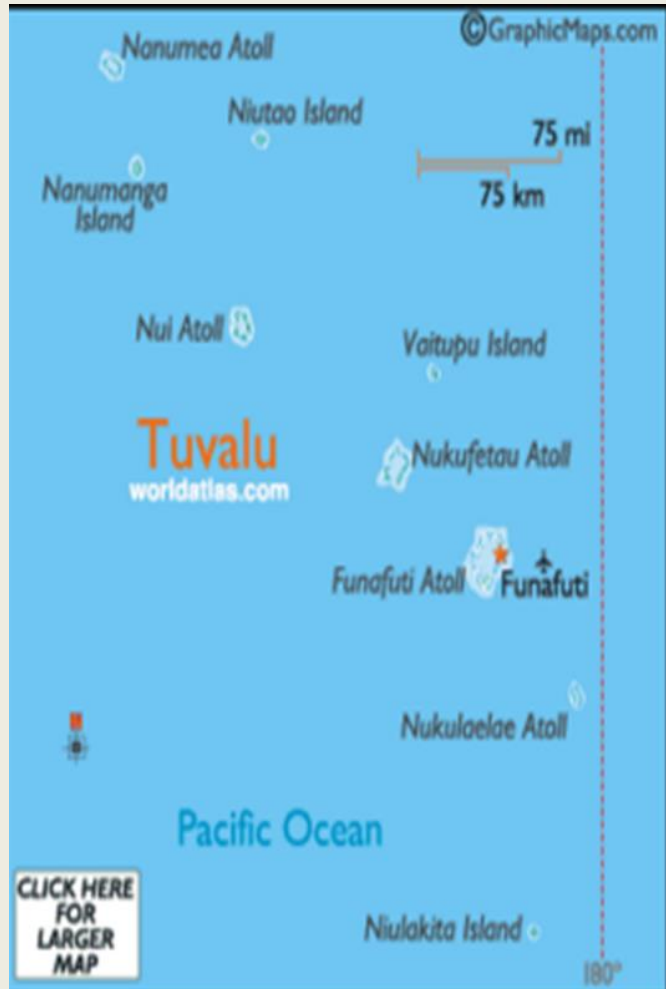 ©GraphicMaps.com
Nanumea Atoll
Niutao Island
75 mi
75 km
Nanumanga
Island
Nui Atoll
Vaitupu Island
Tuvalu
worldatlas.com
Nukufetau Atoll
Funafuti Atoll
Funafuti
Nukulaelae Atoll
Pacific Ocean
CLICK HERE
FOR
LARGER
MAP
Niulakita Island
180°